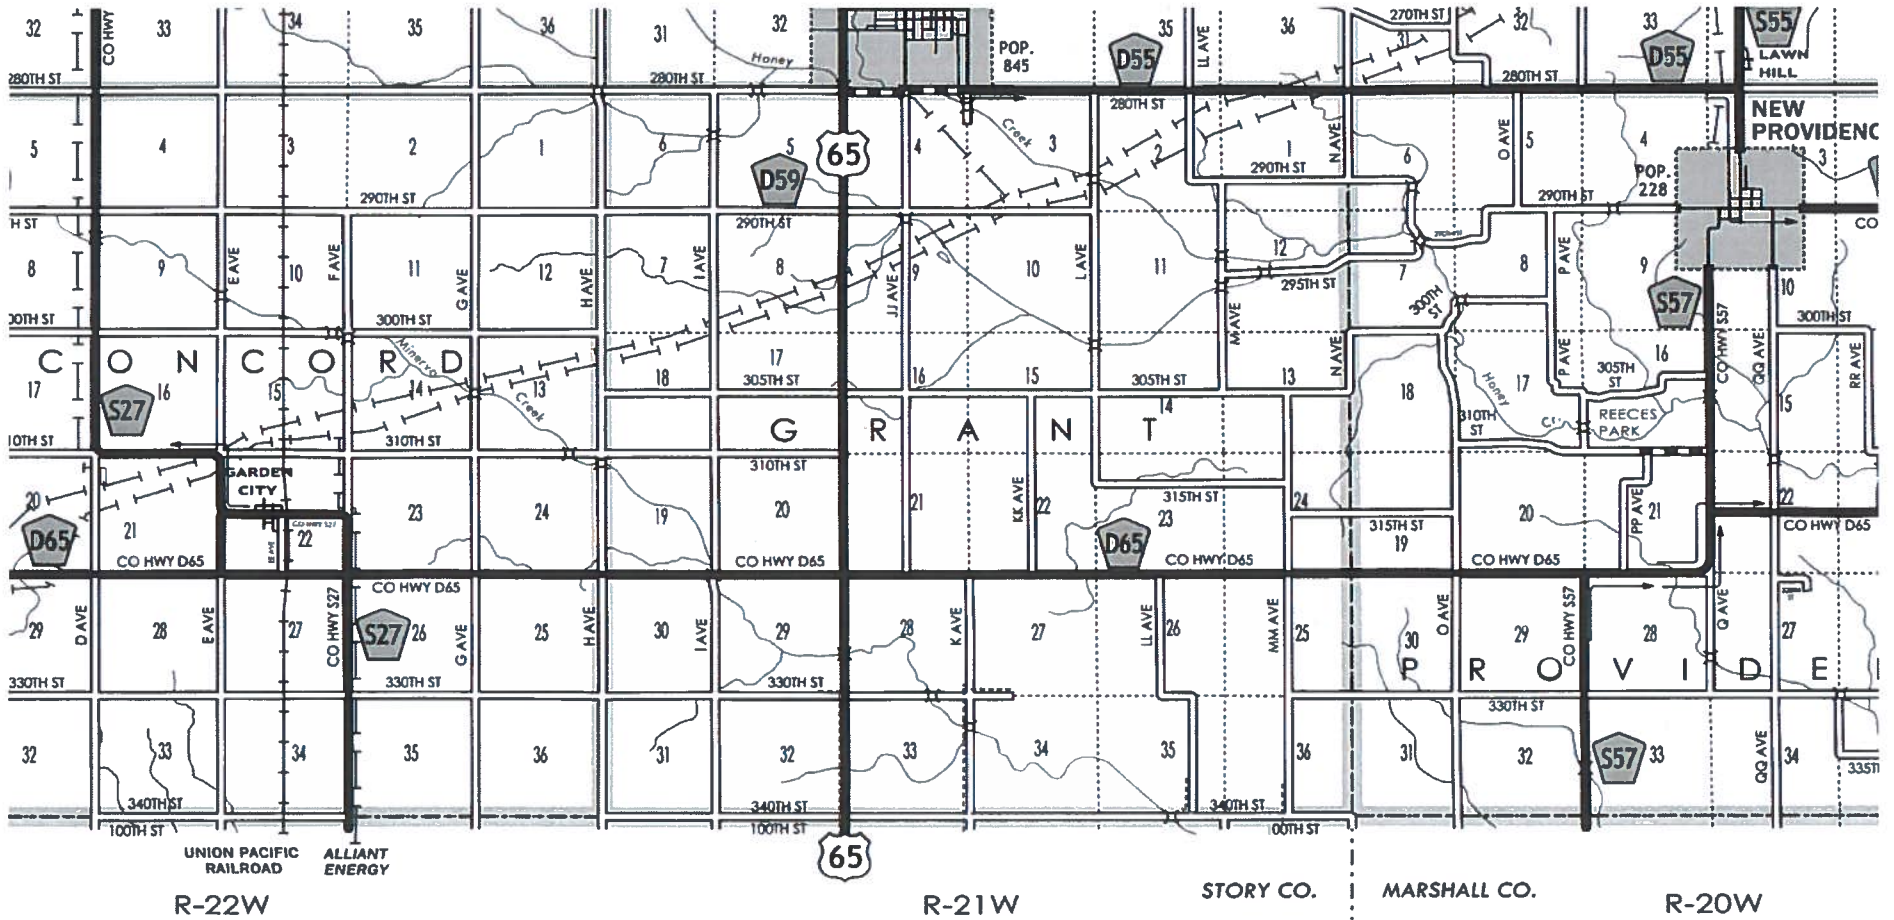 32
33
CO HWY
34
35
36
31
32
Honey
POP.
845
D55
35
LL AVE
36
270TH ST
31
32
33
D55
S55
LAWN
HILL
280TH ST
280TH ST
280TH ST
280TH ST
NEW
PROVIDENC
5
4
3
2
1
6
5
65
4
Creek
3
2
1
N AVE
6
O AVE
5
4
3
D59
290TH ST
POP.
228
290TH ST
290TH ST
290TH ST
H ST
CO
8
9
E AVE
10
F AVE
11
G AVE
12
H AVE
7
I AVE
8
JJ AVE
9
10
L AVE
11
12
7
8
P AVE
9
S57
10
295TH ST
M AVE
300TH
ST
CO HWY S57
QQ AVE
00TH ST
300TH ST
300TH ST
CONCORD
Minerva
Creek
17
16
15
14
13
18
17
16
15
305TH ST
305TH ST
13
N AVE
18
Honey
17
P AVE
16
305TH
ST
RR AVE
S27
GRANT
14
310TH
ST
REECES
PARK
15
10TH ST
310TH ST
310TH ST
GARDEN
CITY
20
21
22
23
24
19
20
21
KK AVE
22
315TH ST
23
24
315TH ST
19
20
PP AVE
21
22
D65
CO HWY D65
CO HWY D65
D65
CO HWY D65
CO HWY D65
CO HWY D65
CO HWY D65
29
D AVE
28
E AVE
27
CO HWY S27
S27
26
G AVE
25
H AVE
30
I AVE
29
28
K AVE
27
LL AVE
26
MM AVE
25
30
O AVE
29
CO HWY S57
28
Q AVE
27
PROVIDE
330TH ST
330TH ST
330TH ST
330TH ST
32
33
34
35
36
31
32
33
34
35
36
31
32
S57
33
QQ AVE
34
335T
340TH ST
340TH ST
340TH ST
100TH ST
100TH ST
100TH ST
UNION PACIFIC
RAILROAD
ALLIANT
ENERGY
65
STORY CO.
MARSHALL CO.
R-22W
R-21W
R-20W